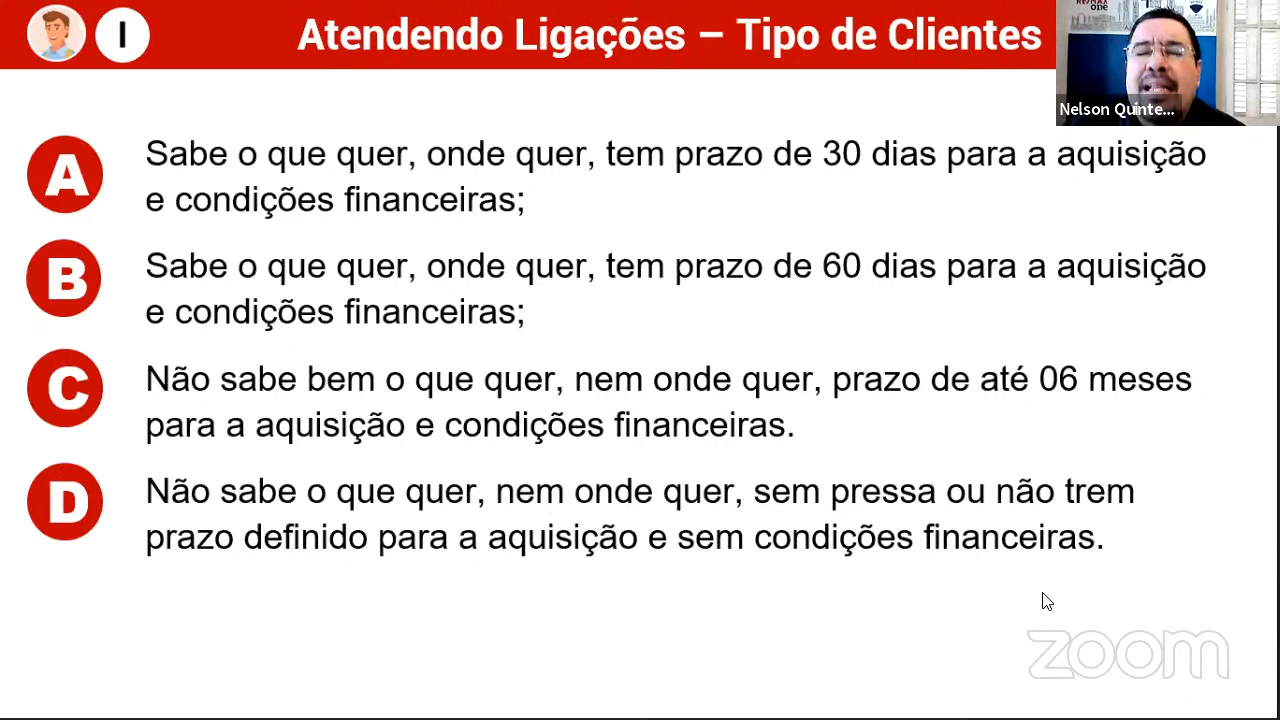 I
Atendendo Ligações – Tipo de Clientes
RE/MAX
one
Nelson Quinte...
A
Sabe o que quer, onde quer, tem prazo de 30 dias para a aquisição
e condições financeiras;
B
Sabe o que quer, onde quer, tem prazo de 60 dias para a aquisição
e condições financeiras;
C
Não sabe bem o que quer, nem onde quer, prazo de até 06 meses
para a aquisição e condições financeiras.
D
Não sabe o que quer, nem onde quer, sem pressa ou não trem
prazo definido para a aquisição e sem condições financeiras.
zoom